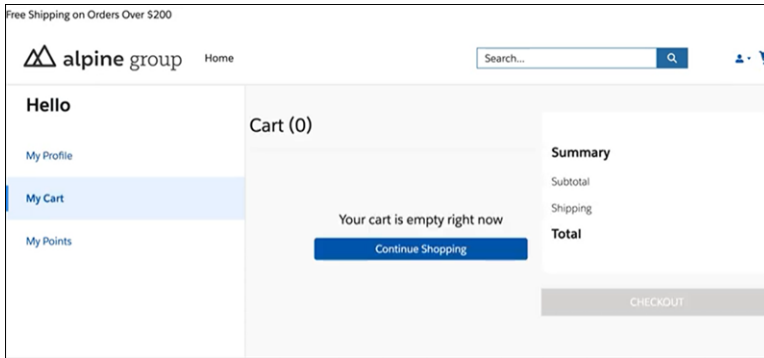 Free Shipping on Orders Over $200
alpine group
Home
Search...
Hello
My Profile
My Cart
My Points
Cart (0)
Your cart is empty right now
Continue Shopping
Summary
Subtotal
Shipping
Total
CHECKOUT